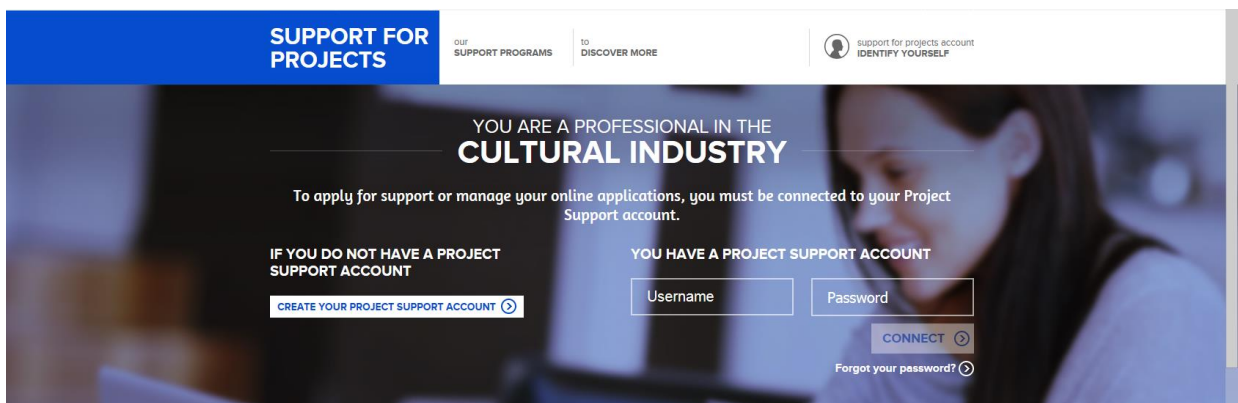 SUPPORT FOR
PROJECTS
our
SUPPORT PROGRAMS
to
DISCOVER MORE
support for projects account
IDENTIFY YOURSELF
YOU ARE A PROFESSIONAL IN THE
CULTURAL INDUSTRY
To apply for support or manage your online applications, you must be connected to your Project
Support account.
IF YOU DO NOT HAVE A PROJECT
SUPPORT ACCOUNT
CREATE YOUR PROJECT SUPPORT ACCOUNT
YOU HAVE A PROJECT SUPPORT ACCOUNT
Username
Password
CONNECT
Forgot your password?